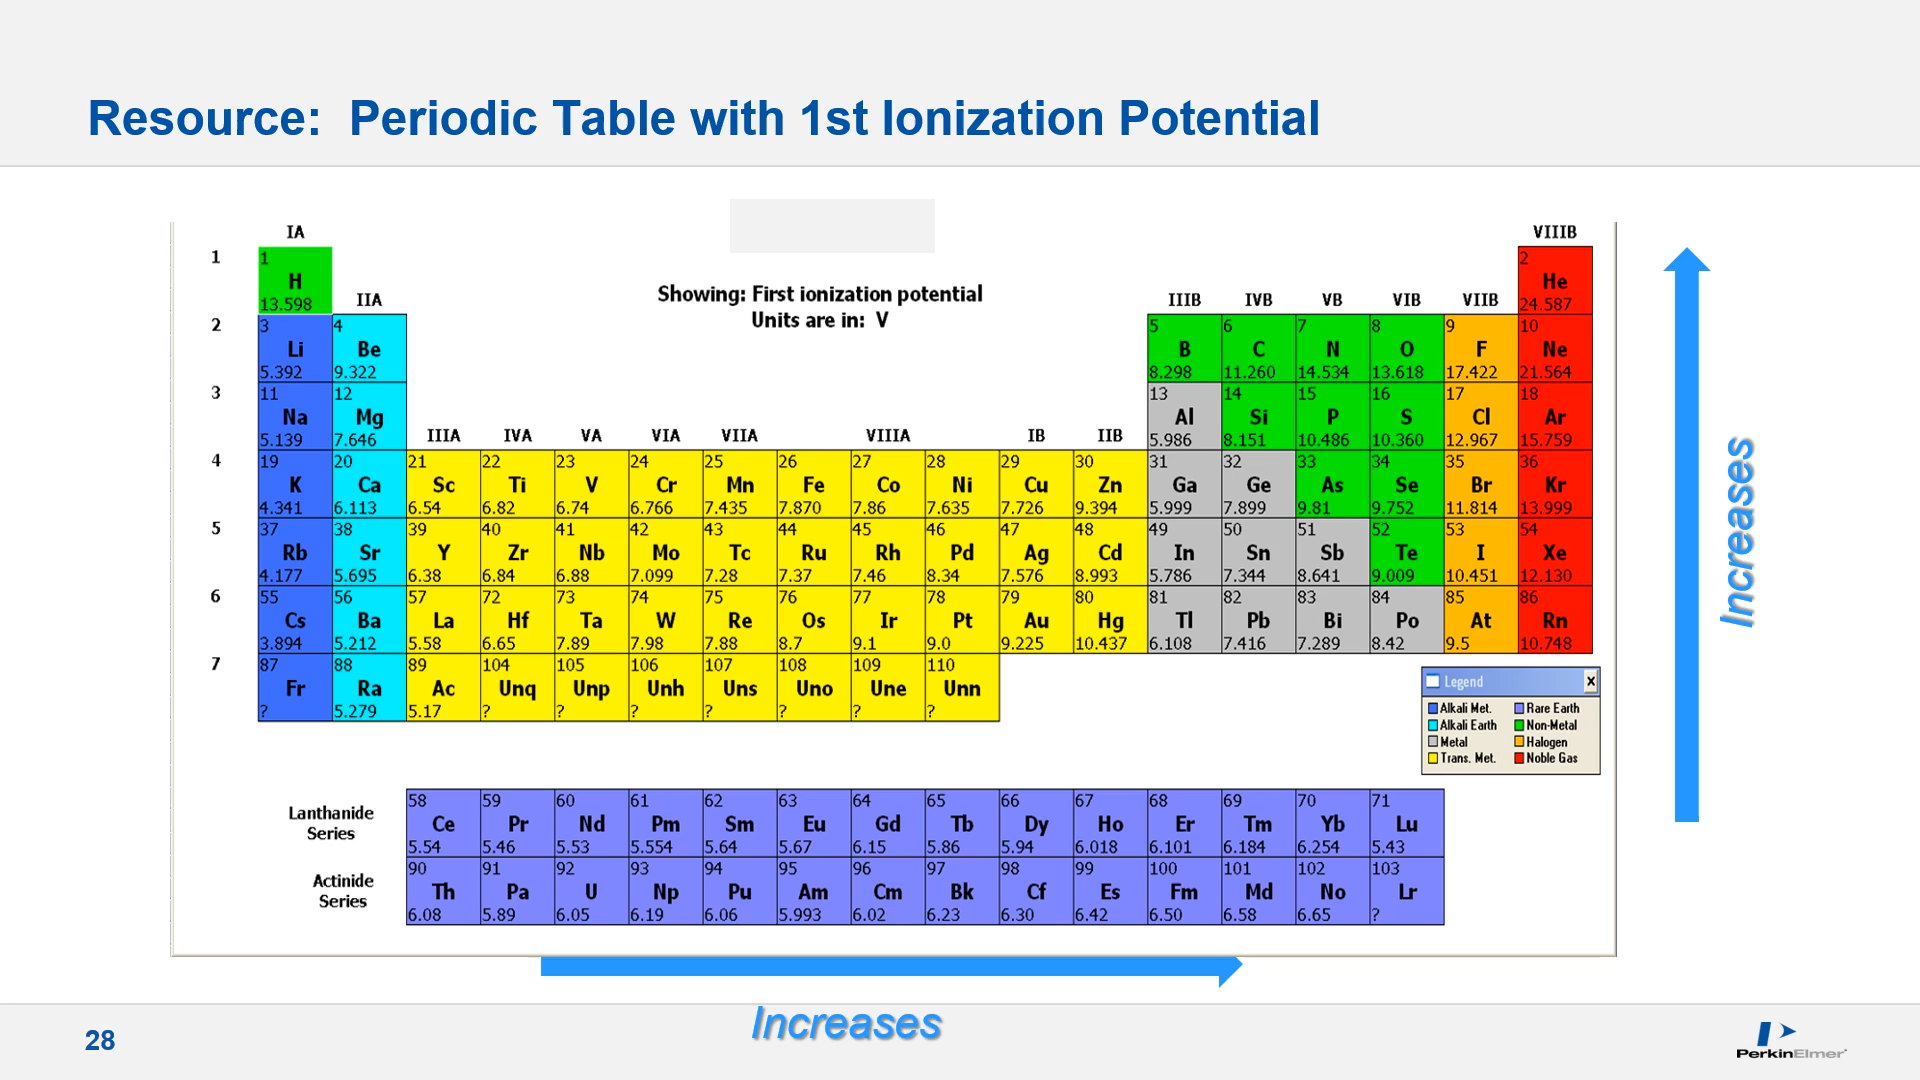 Resource: Periodic Table with 1st Ionization Potential
IA VIIIB
1 1 2
H He
13.598 24.587
Showing: First ionization potential
Units are in: V
IIA IIIB IVB VB VIB VIIB
2 3 4 5 6 7 8 9 10
Li Be B C N O F Ne
5.392 9.322 8.298 11.260 14.534 13.618 17.422 21.564
3 11 12 13 14 15 16 17 18
Na Mg Al Si P S Cl Ar
5.139 7.646 5.986 8.151 10.486 10.360 12.967 15.759
IIIA IVA VA VIA VIIA VIIIA IB IIB
4 19 20 21 22 23 24 25 26 27 28 29 30 31 32 33 34 35 36
K Ca Sc Ti V Cr Mn Fe Co Ni Cu Zn Ga Ge As Se Br Kr
4.341 6.113 6.54 6.82 6.74 6.766 7.435 7.870 7.86 7.635 7.726 9.394 5.999 7.899 9.81 9.752 11.814 13.999
5 37 38 39 40 41 42 43 44 45 46 47 48 49 50 51 52 53 54
Rb Sr Y Zr Nb Mo Tc Ru Rh Pd Ag Cd In Sn Sb Te I Xe
4.177 5.695 6.38 6.84 6.88 7.099 7.28 7.37 7.46 8.34 7.576 8.993 5.786 7.344 8.641 9.009 10.451 12.130
6 55 56 57 72 73 74 75 76 77 78 79 80 81 82 83 84 85 86
Cs Ba La Hf Ta W Re Os Ir Pt Au Hg Tl Pb Bi Po At Rn
3.894 5.212 5.58 6.65 7.89 7.98 7.88 8.7 9.1 9.0 9.225 10.437 6.108 7.416 7.289 8.42 9.5 10.748
7 87 88 89 104 105 106 107 108 109 110
Fr Ra Ac Unq Unp Unh Uns Uno Une Unn
? 5.279 5.17 ? ? ? ? ? ? ?
Legend x
Alkali Met. Rare Earth
Alkali Earth Non-Metal
Metal Halogen
Trans. Met. Noble Gas
Increases
Lanthanide
Series
58 59 60 61 62 63 64 65 66 67 68 69 70 71
Ce Pr Nd Pm Sm Eu Gd Tb Dy Ho Er Tm Yb Lu
5.54 5.46 5.53 5.554 5.64 5.67 6.15 5.86 5.94 6.018 6.101 6.184 6.254 5.43
Actinide
Series
90 91 92 93 94 95 96 97 98 99 100 101 102 103
Th Pa U Np Pu Am Cm Bk Cf Es Fm Md No Lr
6.08 5.89 6.05 6.19 6.06 5.993 6.02 6.23 6.30 6.42 6.50 6.58 6.65 ?
Increases
28
PerkinElmer